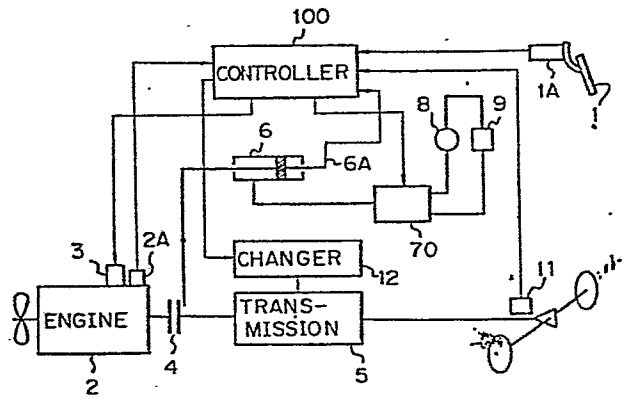 100
CONTROLLER
1A
1
8
9
6
6A
70
3
2A
CHANGER
12
11
ENGINE
TRANS-
MISSION
2
4
5